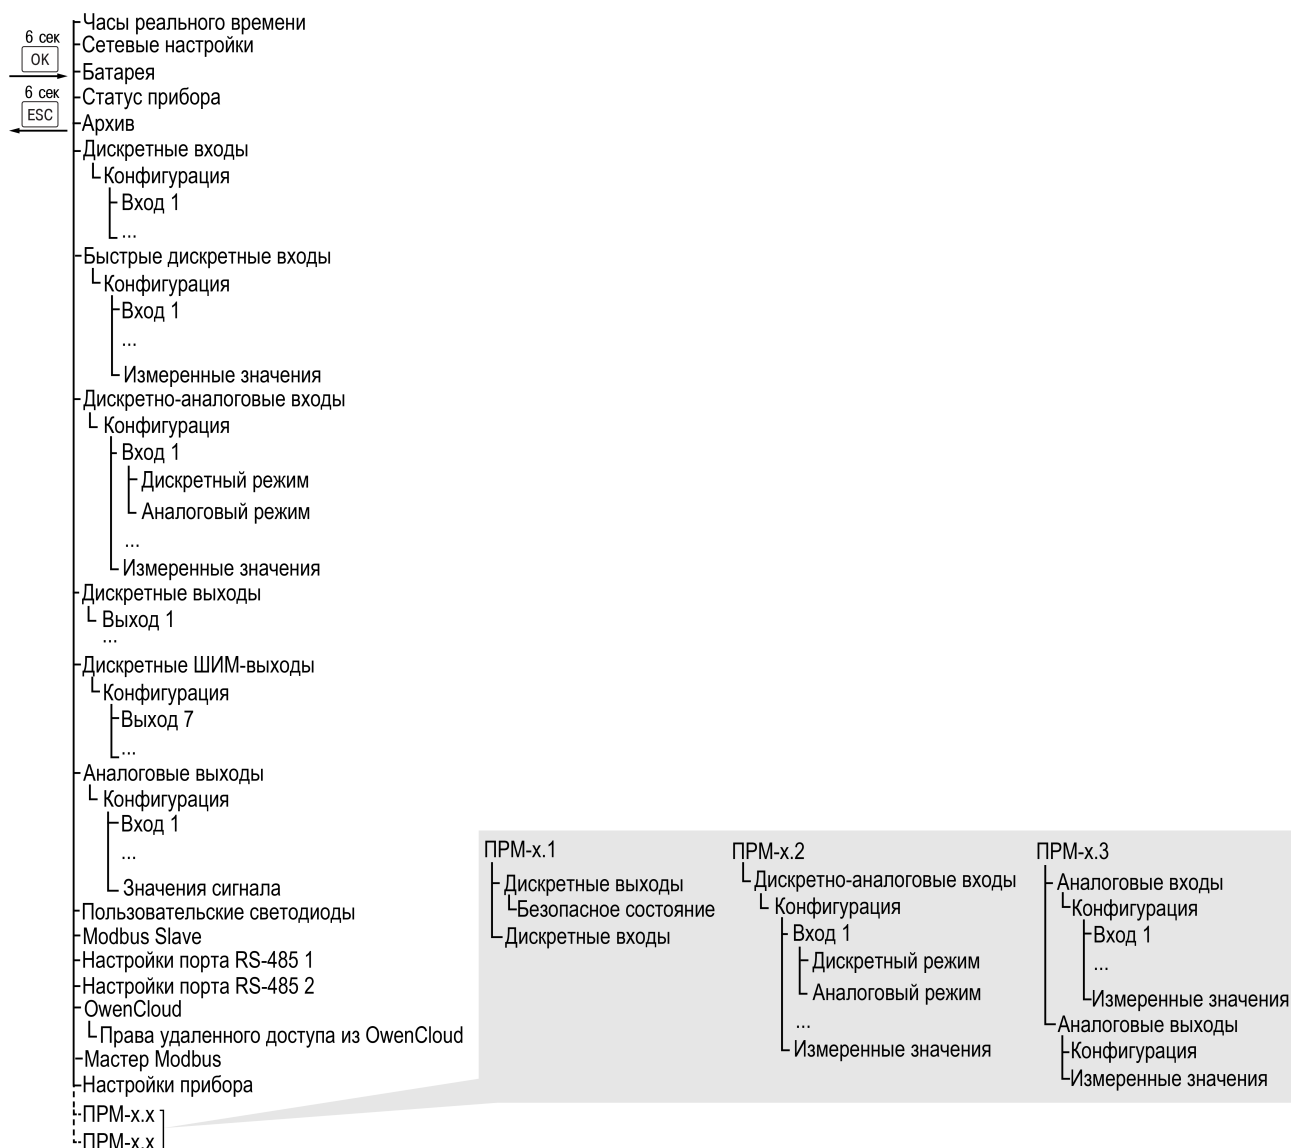 6 сек
OK
6 сек
ESC
Часы реального времени
Сетевые настройки
Батарея
Статус прибора
Архив
Дискретные входы
Конфигурация
Вход 1
...
Быстрые дискретные входы
Конфигурация
Вход 1
...
Измеренные значения
Дискретно-аналоговые входы
Конфигурация
Вход 1
Дискретный режим
Аналоговый режим
...
Измеренные значения
Дискретные выходы
Выход 1
...
Дискретные ШИМ-выходы
Конфигурация
Выход 7
...
Аналоговые выходы
Конфигурация
Вход 1
...
Значения сигнала
Пользовательские светодиоды
Modbus Slave
Настройки порта RS-485 1
Настройки порта RS-485 2
OwenCloud
Права удаленного доступа из OwenCloud
Мастер Modbus
Настройки прибора
ПРМ-х.х
ПРМ-х.х
ПРМ-х.1
Дискретные выходы
Безопасное состояние
Дискретные входы
ПРМ-х.2
Дискретно-аналоговые входы
Конфигурация
Вход 1
Дискретный режим
Аналоговый режим
...
Измеренные значения
ПРМ-х.3
Аналоговые входы
Конфигурация
Вход 1
...
Измеренные значения
Аналоговые выходы
Конфигурация
Измеренные значения